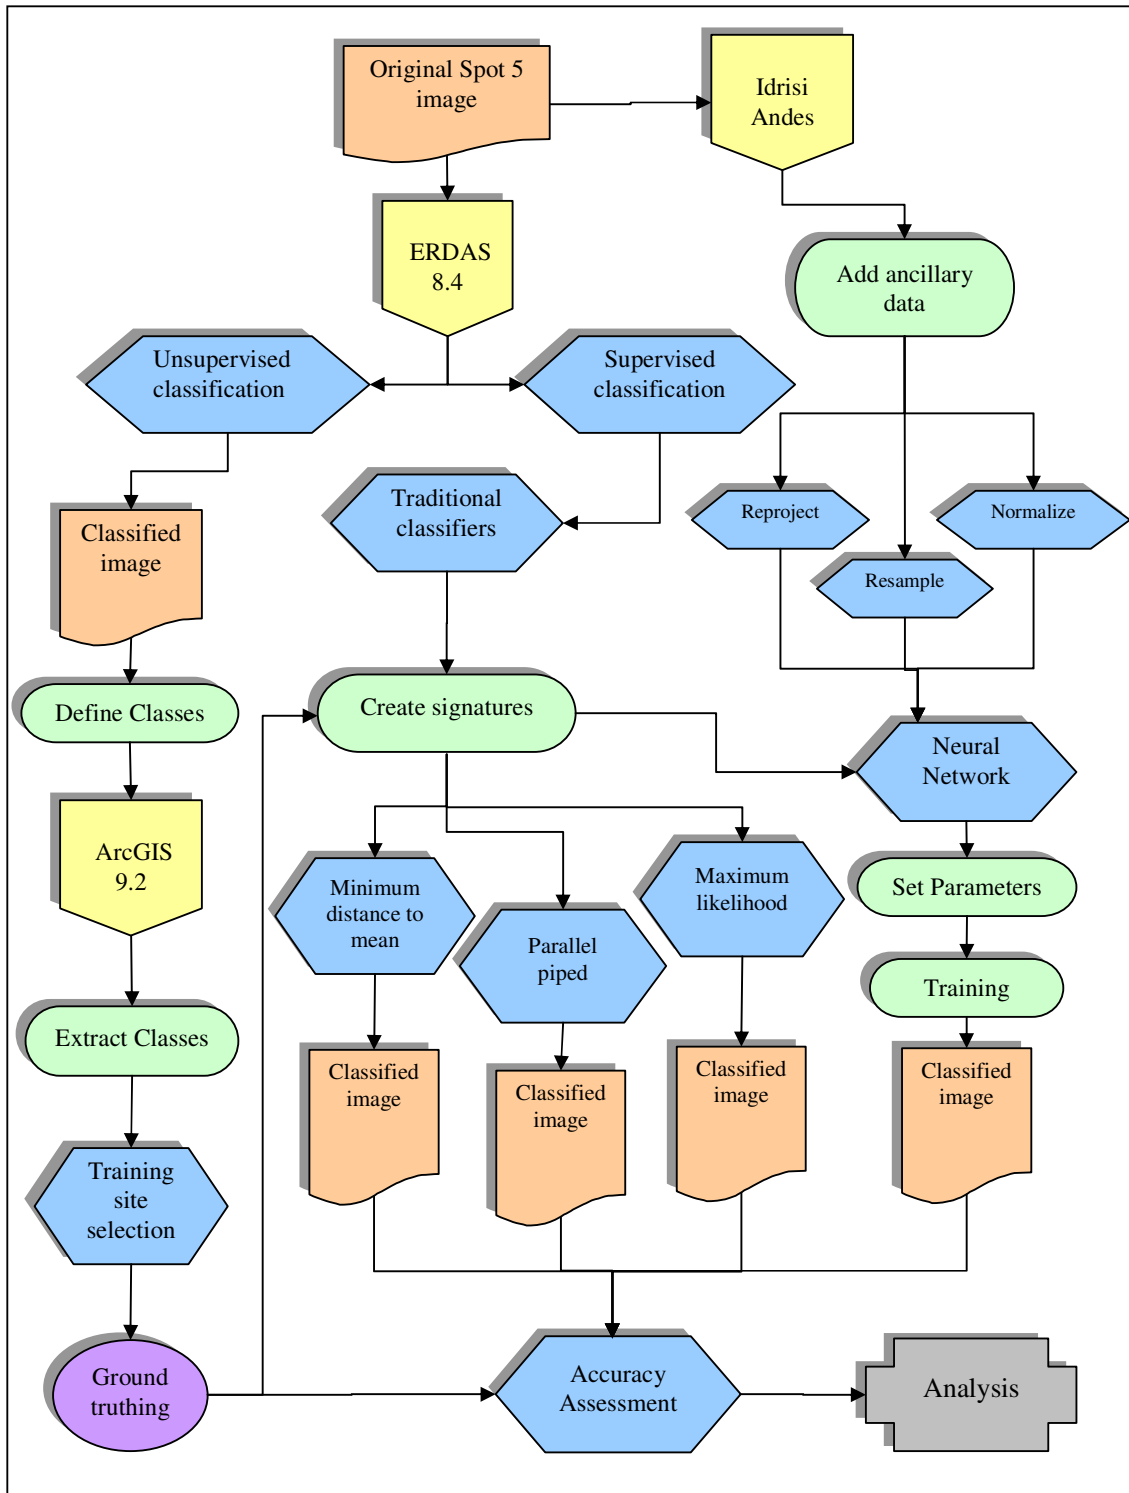 Original Spot 5
image
Idrisi
Andes
ERDAS
8.4
Add ancillary
data
Unsupervised
classification
Supervised
classification
Traditional
classifiers
Reproject
Normalize
Resample
Classified
image
Define Classes
Create signatures
Neural
Network
ArcGIS
9.2
Minimum
distance to
mean
Parallel
piped
Maximum
likelihood
Set Parameters
Training
Extract Classes
Classified
image
Classified
image
Classified
image
Classified
image
Training
site
selection
Ground
truthing
Accuracy
Assessment
Analysis